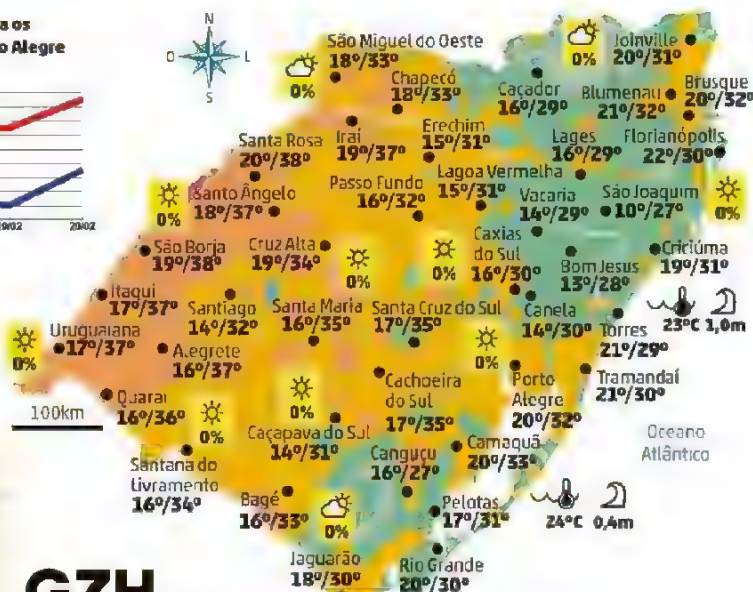 a os
o Alegre
N
O
L
S
São Miguel do Oeste
18º/33º
0%
Chapecó
18º/33º
0%
Joinville
20º/31º
Caçador
16º/29º
Blumenau
21º/32º
Brusque
20º/32º
Santa Rosa
20º/38º
Iraí
19º/37º
Erechim
15º/31º
Lages
16º/29º
Florianópolis
22º/30º
20/02
0%
Santo Ângelo
18º/37º
Passo Fundo
16º/32º
Lagoa Vermelha
15º/31º
Vacaria
14º/29º
São Joaquim
10º/27º
0%
São Borja
19º/38º
Cruz Alta
19º/34º
0%
0%
Caxias
do Sul
16º/30º
Bom Jesus
13º/28º
Criciúma
19º/31º
Itaqui
17º/37º
Santiago
14º/32º
Santa Maria
16º/35º
Santa Cruz do Sul
17º/35º
Canela
14º/30º
23ºC 1,0m
Torres
21º/29º
Uruguaiana
17º/37º
0%
Alegrete
16º/37º
0%
Quaraí
16º/36º
100km
0%
0%
Cachoeira
do Sul
17º/35º
Porto
Alegre
20º/32º
Tramandaí
21º/30º
Caçapava do Sul
14º/31º
Camaquã
20º/33º
Oceano
Atlântico
Santana do
Livramento
16º/34º
Canguçu
16º/27º
Bagé
16º/33º
0%
Pelotas
17º/31º
24ºC 0,4m
Jaguarão
18º/30º
Rio Grande
20º/30º
GZH